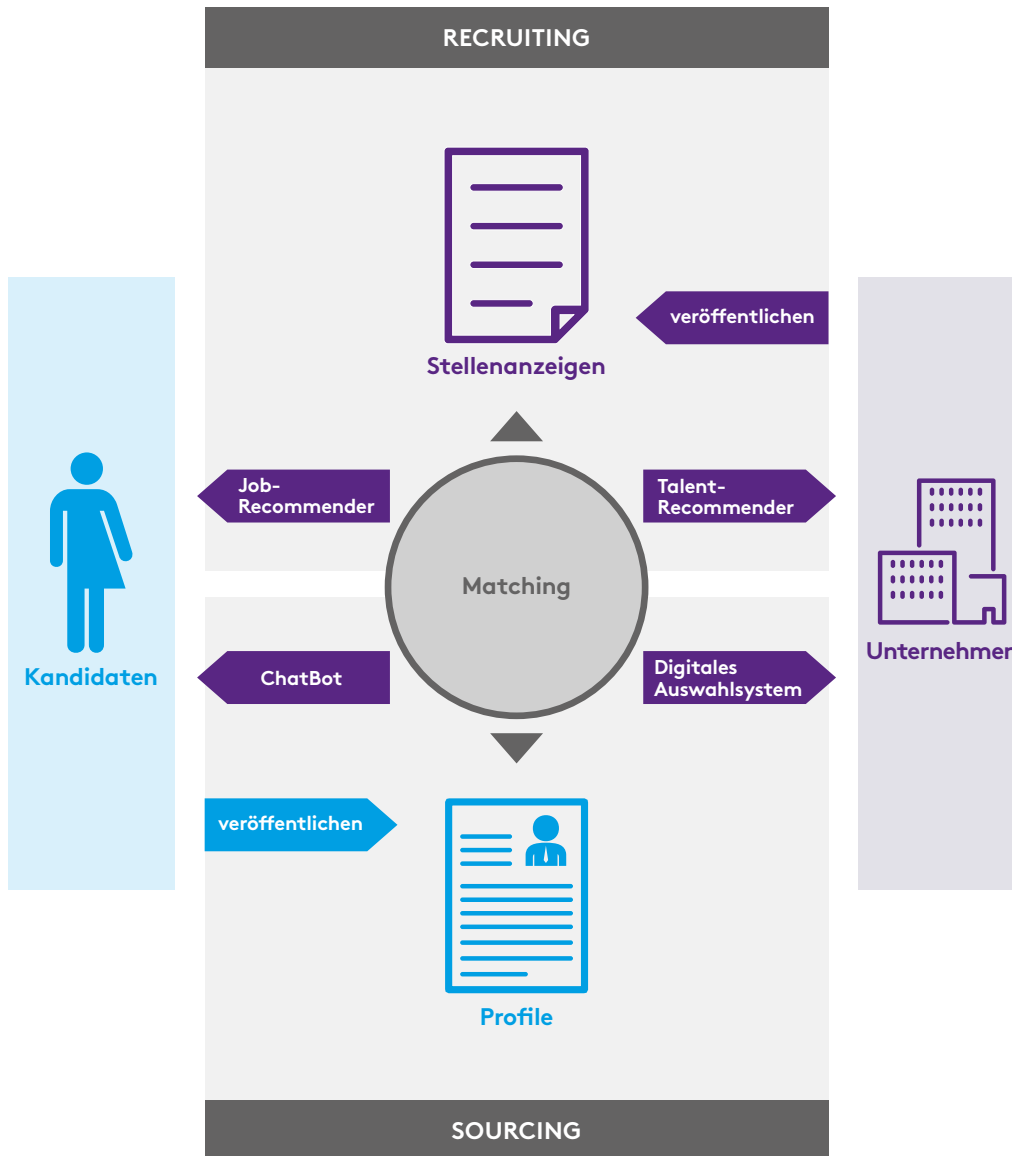 RECRUITING
veröffentlichen
Stellenanzeigen
Job-
Recommender
Talent-
Recommender
Matching
Kandidaten
Unternehmen
ChatBot
Digitales
Auswahlsystem
veröffentlichen
Profile
SOURCING